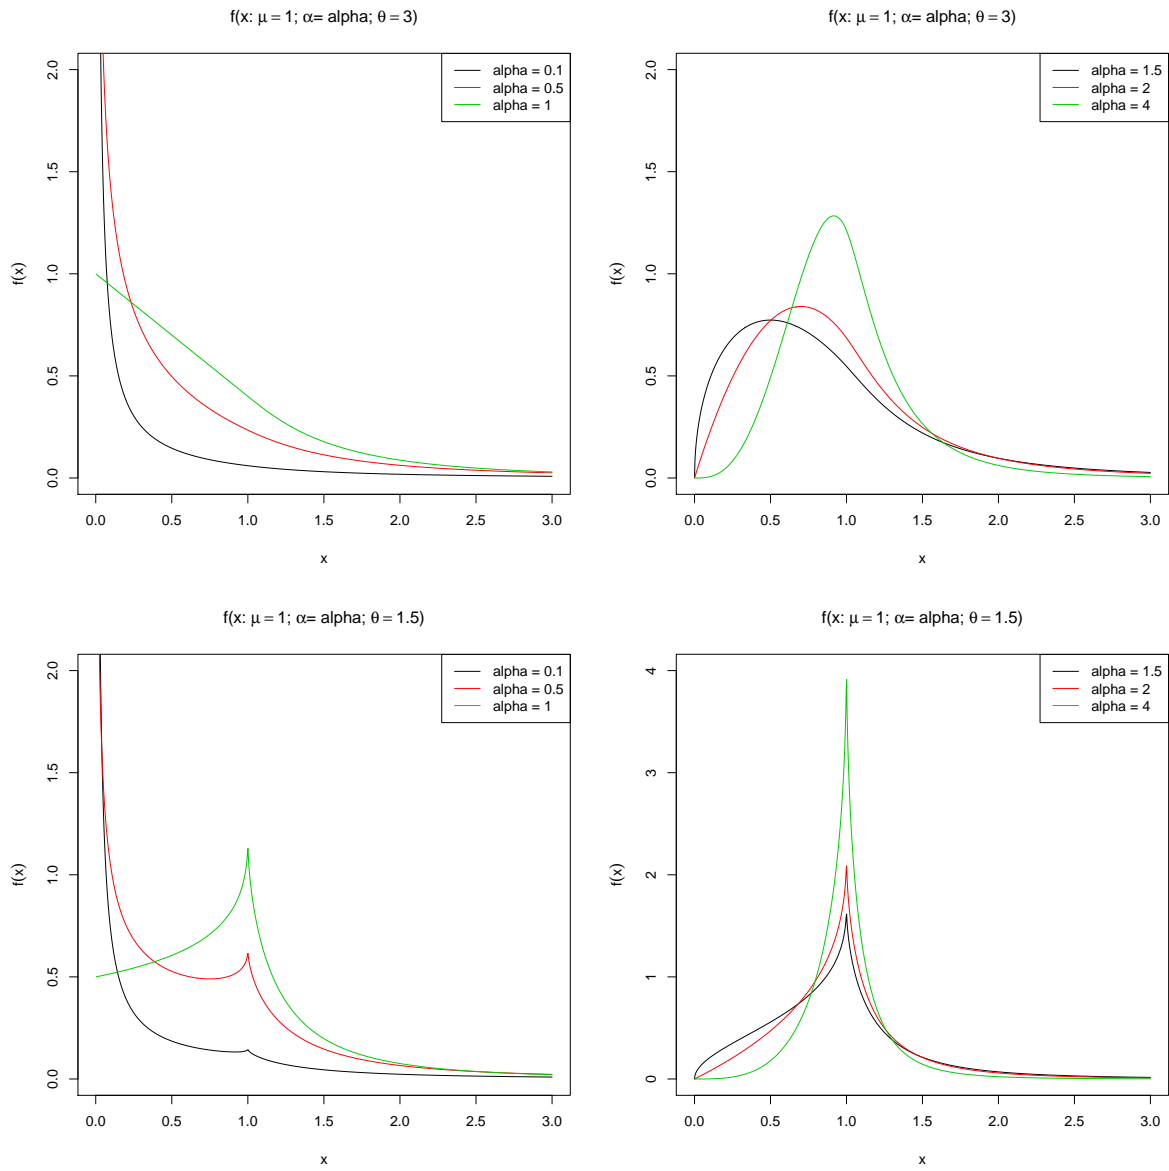 f(x: μ = 1; α= alpha; θ = 3)
f(x)
2.0
1.5
1.0
0.5
0.0
alpha = 0.1
alpha = 0.5
alpha = 1
0.0 0.5 1.0 1.5 2.0 2.5 3.0
x
f(x: μ = 1; α= alpha; θ = 3)
f(x)
2.0
1.5
1.0
0.5
0.0
alpha = 1.5
alpha = 2
alpha = 4
0.0 0.5 1.0 1.5 2.0 2.5 3.0
x
f(x: μ = 1; α= alpha; θ = 1.5)
f(x)
2.0
1.5
1.0
0.5
0.0
alpha = 0.1
alpha = 0.5
alpha = 1
0.0 0.5 1.0 1.5 2.0 2.5 3.0
x
f(x: μ = 1; α= alpha; θ = 1.5)
f(x)
4
3
2
1
0
alpha = 1.5
alpha = 2
alpha = 4
0.0 0.5 1.0 1.5 2.0 2.5 3.0
x